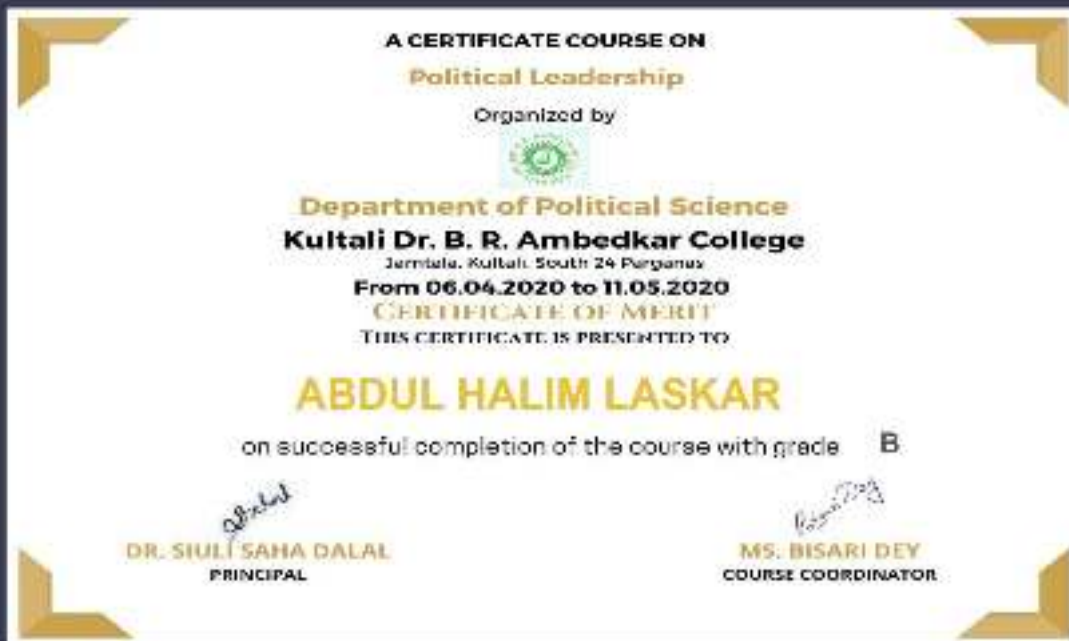 A CERTIFICATE COURSE ON
Political Leadership
Organized by
Department of Political Science
Kultali Dr. B. R. Ambedkar College
Jamtala, Kultali, South 24 Parganas
From 06.04.2020 to 11.05.2020
CERTIFICATE OF MERIT
THIS CERTIFICATE IS PRESENTED TO
ABDUL HALIM LASKAR
on successful completion of the course with grade B
DR. SIULI SAHA DALAL
PRINCIPAL
MS. BISARI DEY
COURSE COORDINATOR